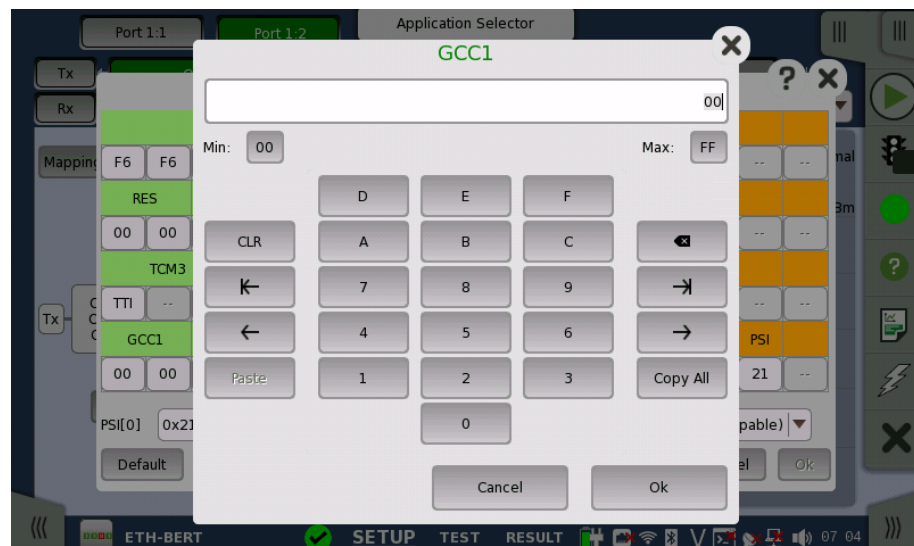 Port 1:1 Port 1:2 Application Selector
GCC1
Tx
Rx
00
Min: 00 Max: FF
Mapping F6 F6 -- -- nal
RES
D E F
00 00 -- -- Bm
CLR A B C
TCM3
7 8 9
TTI -- -- --
Tx
4 5 6
GCC1 PSI
00 00 21 --
Paste 1 2 3 Copy All
0
PSI[0] 0x21 pable)
Default el Ok
Cancel Ok
ETH-BERT SETUP TEST RESULT 07 04